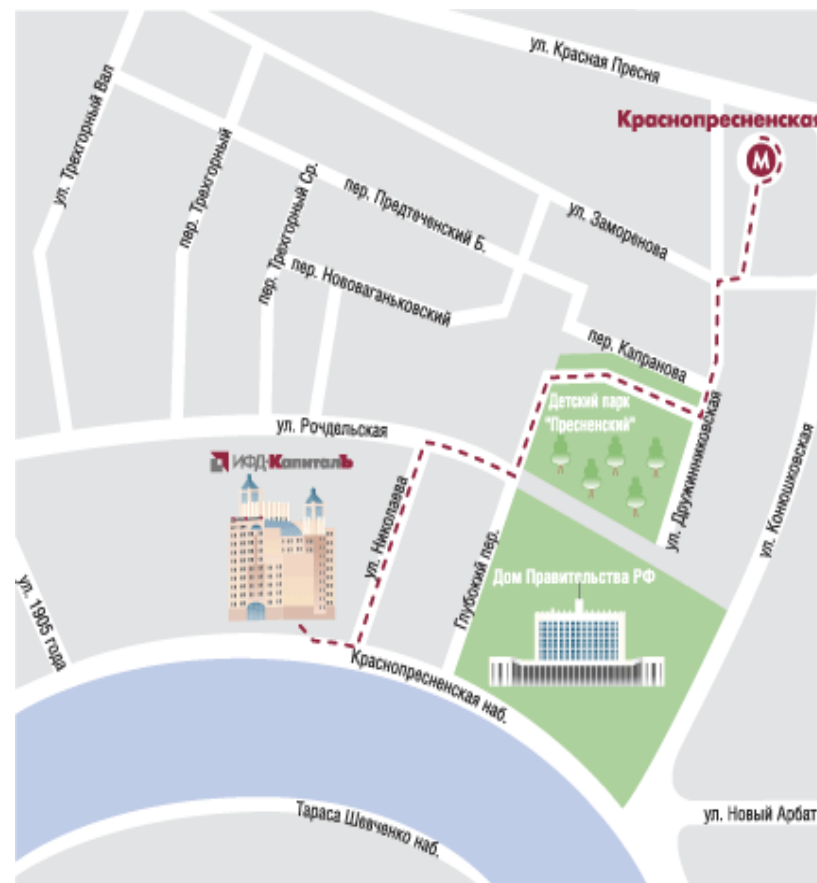 ул. Красная Пресня
Краснопресненская
М
ул. Трехгорный Вал
пер. Трехгорный
пер. Трехгорный Ср.
пер. Предтеченский Б.
ул. Заморенова
пер. Нововаганьковский
пер. Капранова
Детский парк
"Пресненский"
ул. Рочдельская
ИФД•КапиталЪ
ул. Николаева
ул. Дружинниковская
ул. Конюшковская
Глубокий пер.
Дом Правительства РФ
ул. 1905 года
Краснопресненская наб.
Тараса Шевченко наб.
ул. Новый Арбат